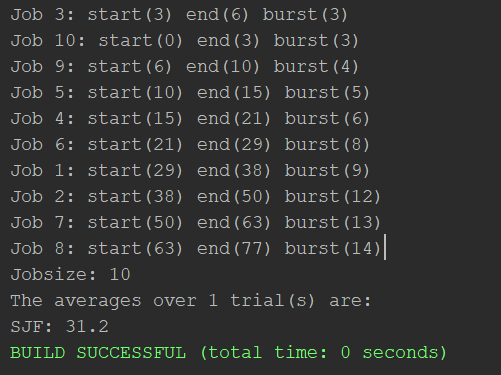 Job 3: start(3) end(6) burst(3)
Job 10: start(0) end(3) burst(3)
Job 9: start(6) end(10) burst(4)
Job 5: start(10) end(15) burst(5)
Job 4: start(15) end(21) burst(6)
Job 6: start(21) end(29) burst(8)
Job 1: start(29) end(38) burst(9)
Job 2: start(38) end(50) burst(12)
Job 7: start(50) end(63) burst(13)
Job 8: start(63) end(77) burst(14)
Jobsize: 10
The averages over 1 trial(s) are:
SJF: 31.2
BUILD SUCCESSFUL (total time: 0 seconds)